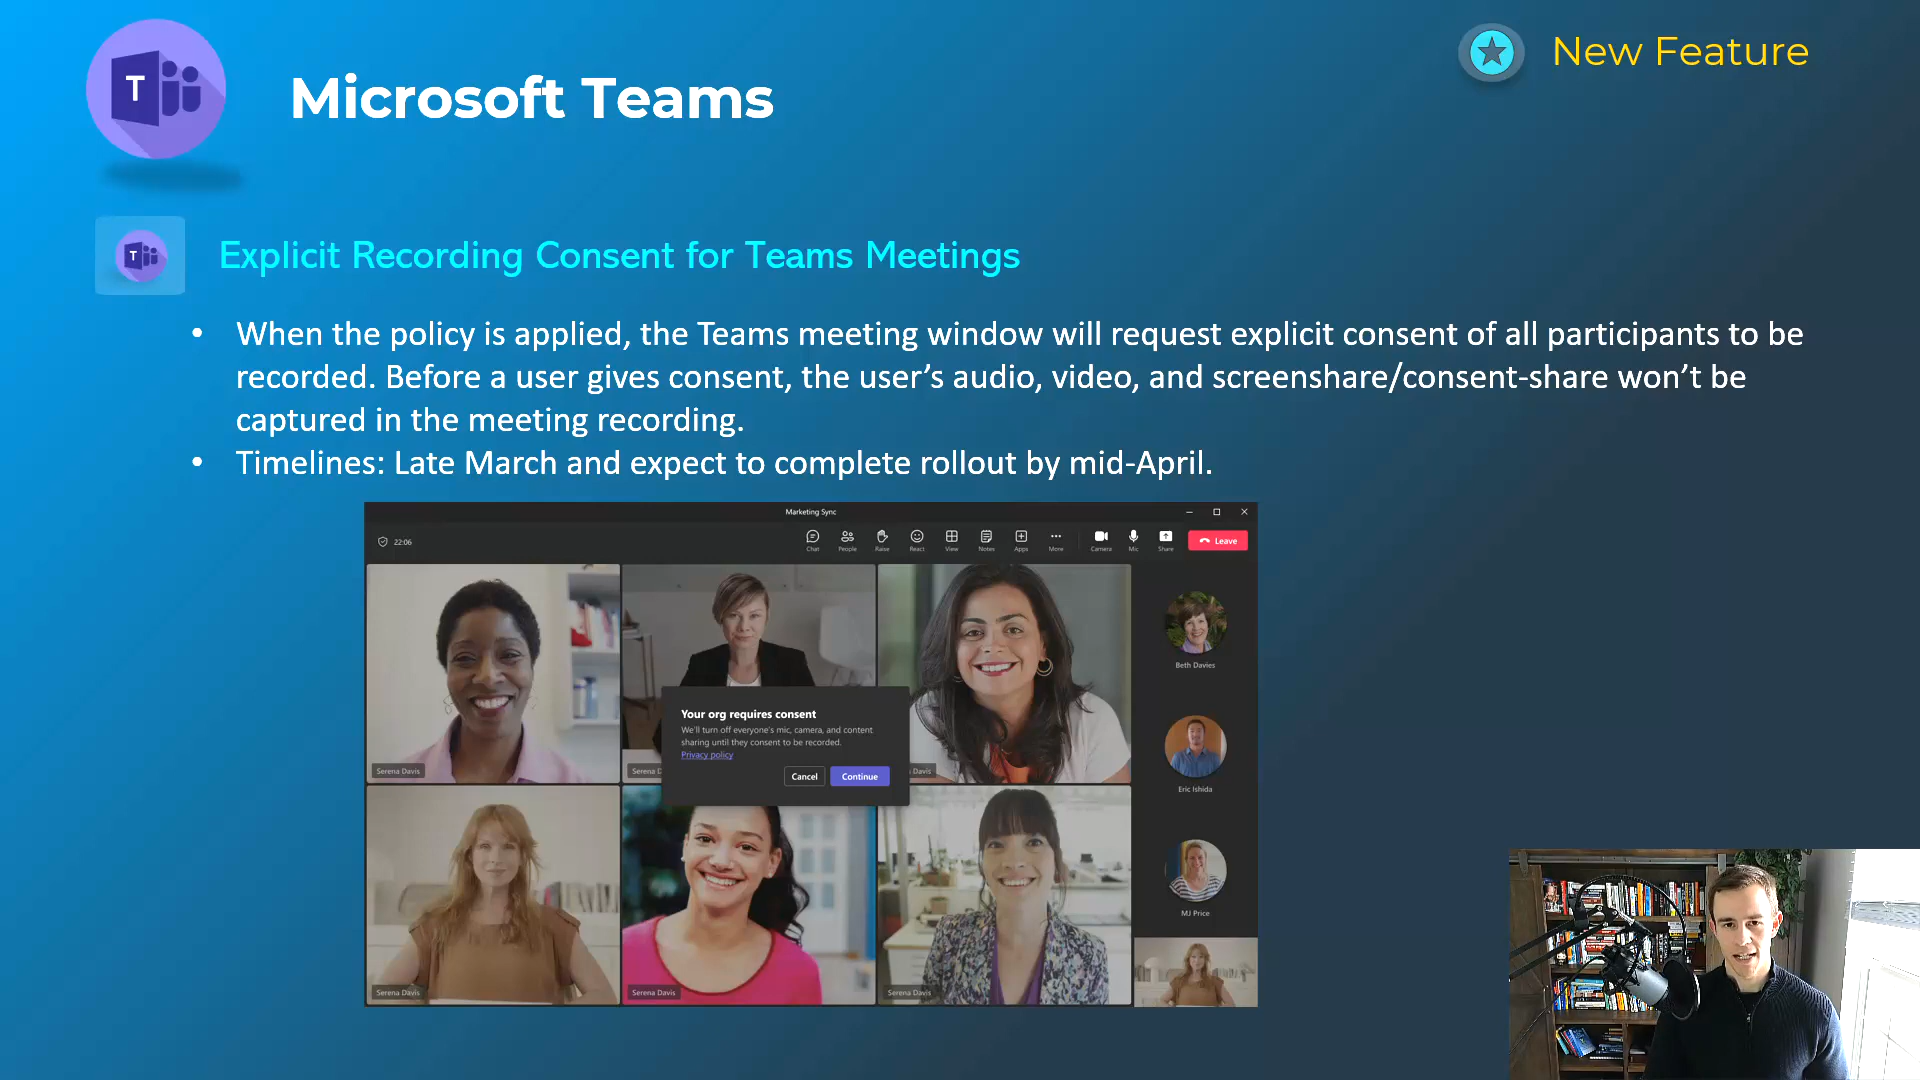 T
Microsoft Teams
New Feature
T
Explicit Recording Consent for Teams Meetings
• When the policy is applied, the Teams meeting window will request explicit consent of all participants to be
recorded. Before a user gives consent, the user’s audio, video, and screenshare/consent-share won’t be
captured in the meeting recording.
• Timelines: Late March and expect to complete rollout by mid-April.
Marketing Sync
22:06
Chat People Raise React View Notes Apps More Camera Mic Share Leave
Beth Davies
Your org requires consent
We'll turn off everyone's mic, camera, and content
sharing until they consent to be recorded.
Privacy policy
Cancel Continue
Serena Davis
Serena D
Davis
Eric Ishida
MJ Price
Serena Davis
Serena Davis
Serena Davis